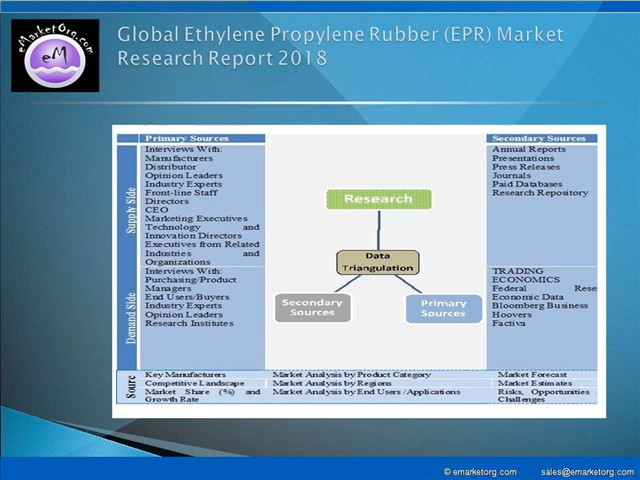 eMarketOrg.com
eM
Global Ethylene Propylene Rubber (EPR) Market
Research Report 2018
Primary Sources
Secondary Sources
Supply Side
Interviews With:
Manufacturers
Distributor
Opinion Leaders
Industry Experts
Front-line Staff
Directors
CEO
Marketing Executives
Technology and
Innovation Directors
Executives from Related
Industries and
Organizations
Annual Reports
Presentations
Press Releases
Journals
Paid Databases
Research Repository
Research
Data
Triangulation
Secondary
Sources
Primary
Sources
Demand Side
Interviews With:
Purchasing/Product
Managers
End Users/Buyers
Industry Experts
Opinion Leaders
Research Institutes
TRADING
ECONOMICS
Federal Rese
Economic Data
Bloomberg Business
Hoovers
Factiva
Sourc
Key Manufacturers
Competitive Landscape
Market Share (%) and
Growth Rate
Market Analysis by Product Category
Market Analysis by Regions
Market Analysis by End Users /Applications
Market Forecast
Market Estimates
Risks, Opportunities
Challenges
© emarketorg.com
sales@emarketorg.com